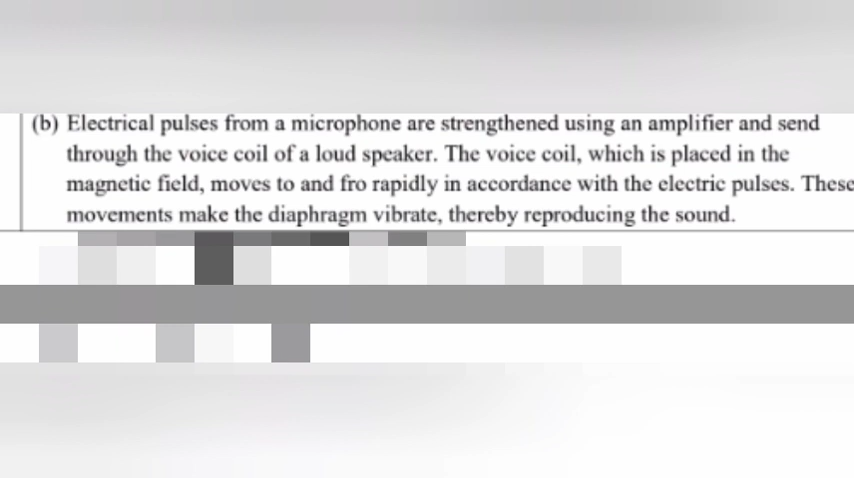 (b) Electrical pulses from a microphone are strengthened using an amplifier and send
through the voice coil of a loud speaker. The voice coil, which is placed in the
magnetic field, moves to and fro rapidly in accordance with the electric pulses. These
movements make the diaphragm vibrate, thereby reproducing the sound.